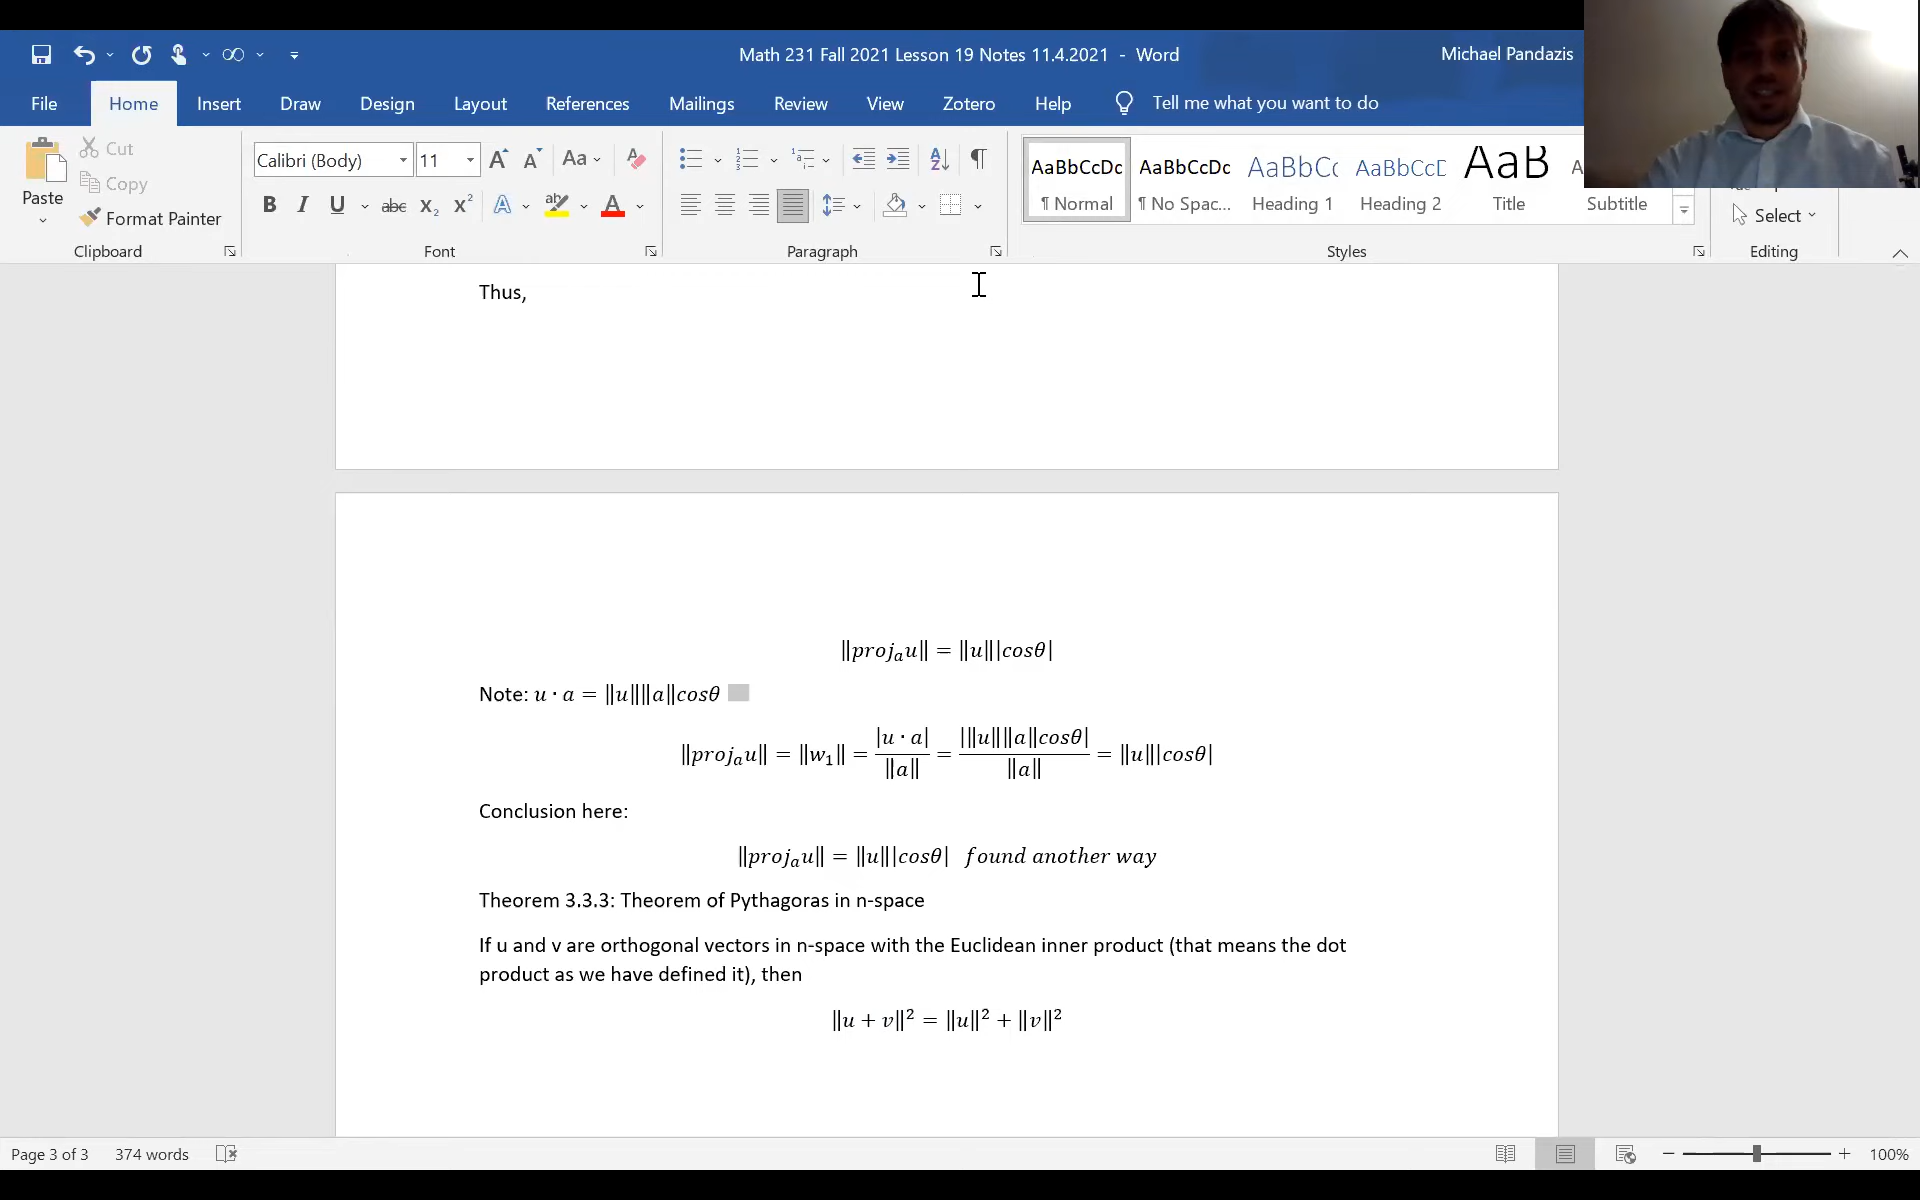 Math 231 Fall 2021 Lesson 19 Notes 11.4.2021 - Word
Michael Pandazis
File Home Insert Draw Design Layout References Mailings Review View Zotero Help Tell me what you want to do
Paste
Cut
Copy
Format Painter
Clipboard
Calibri (Body) 11
Font
Paragraph
AaBbCcDc AaBbCcDc AaBbCc AaBbCcD AaB
¶ Normal ¶ No Spac... Heading 1 Heading 2 Title Subtitle
Styles
Select
Editing
Thus,
‖proj_a u‖ = ‖u‖|cosθ|
Note: u · a = ‖u‖‖a‖cosθ
‖proj_a u‖ = ‖w₁‖ = |u · a| / ‖a‖ = |‖u‖‖a‖cosθ| / ‖a‖ = ‖u‖|cosθ|
Conclusion here:
‖proj_a u‖ = ‖u‖|cosθ| found another way
Theorem 3.3.3: Theorem of Pythagoras in n-space
If u and v are orthogonal vectors in n-space with the Euclidean inner product (that means the dot
product as we have defined it), then
‖u + v‖² = ‖u‖² + ‖v‖²
Page 3 of 3 374 words 100%